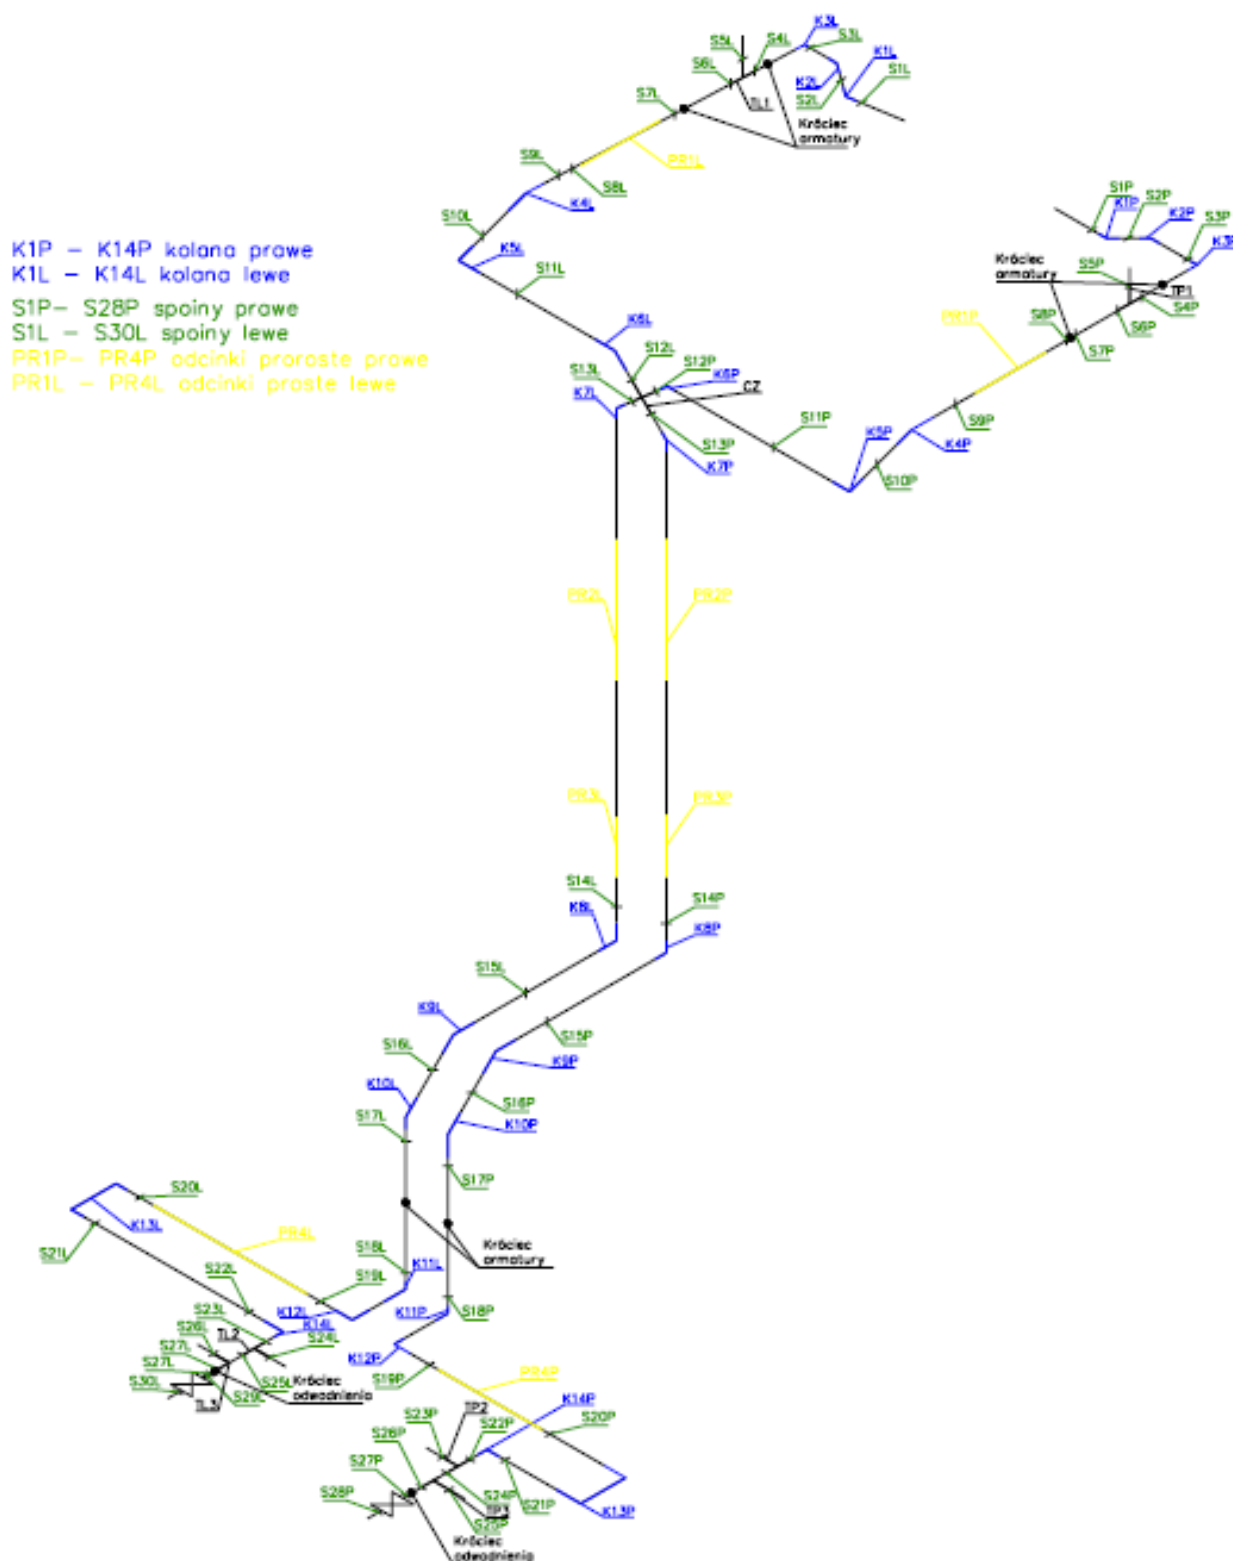 K3L
S3L
S5L
S4L
K1L
S1L
S6L
K2L
S2L
TL1
S7L
Króciec
armatury
PR1L
S9L
S8L
K4L
S10L
K5L
S11L
K1P – K14P kolana prawe
K1L – K14L kolana lewe
S1P– S28P spoiny prawe
S1L – S30L spoiny lewe
PR1P– PR4P odcinki proroste prawe
PR1L – PR4L odcinki proste lewe
S1P
S2P
K1P
K2P
S3P
K3P
Króciec
armatury
S5P
TP1
S4P
S6P
S8P
S7P
PR1P
K6L
S12L
S12P
S13L
K6P
K7L
CZ
S13P
K7P
S11P
K5P
S9P
K4P
S10P
PR2L
PR2P
PR3L
PR3P
S14L
S14P
K8L
K8P
S15L
S15P
K9L
K9P
S16L
S16P
K10L
K10P
S17L
S17P
S20L
K13L
PR4L
S21L
Króciec
armatury
S18L
K11L
S22L
S19L
K12L
K11P
S18P
S23L
K14L
TL2
S26L
S24L
K12P
S27L
S27L
S25L
S30L
S29L
TL3
Króciec
odwodnienia
S19P
PR4P
K14P
S20P
S23P
TP2
S22P
S26P
S27P
S28P
S24P
TP3
S25P
S21P
K13P
Króciec
odwodnienia